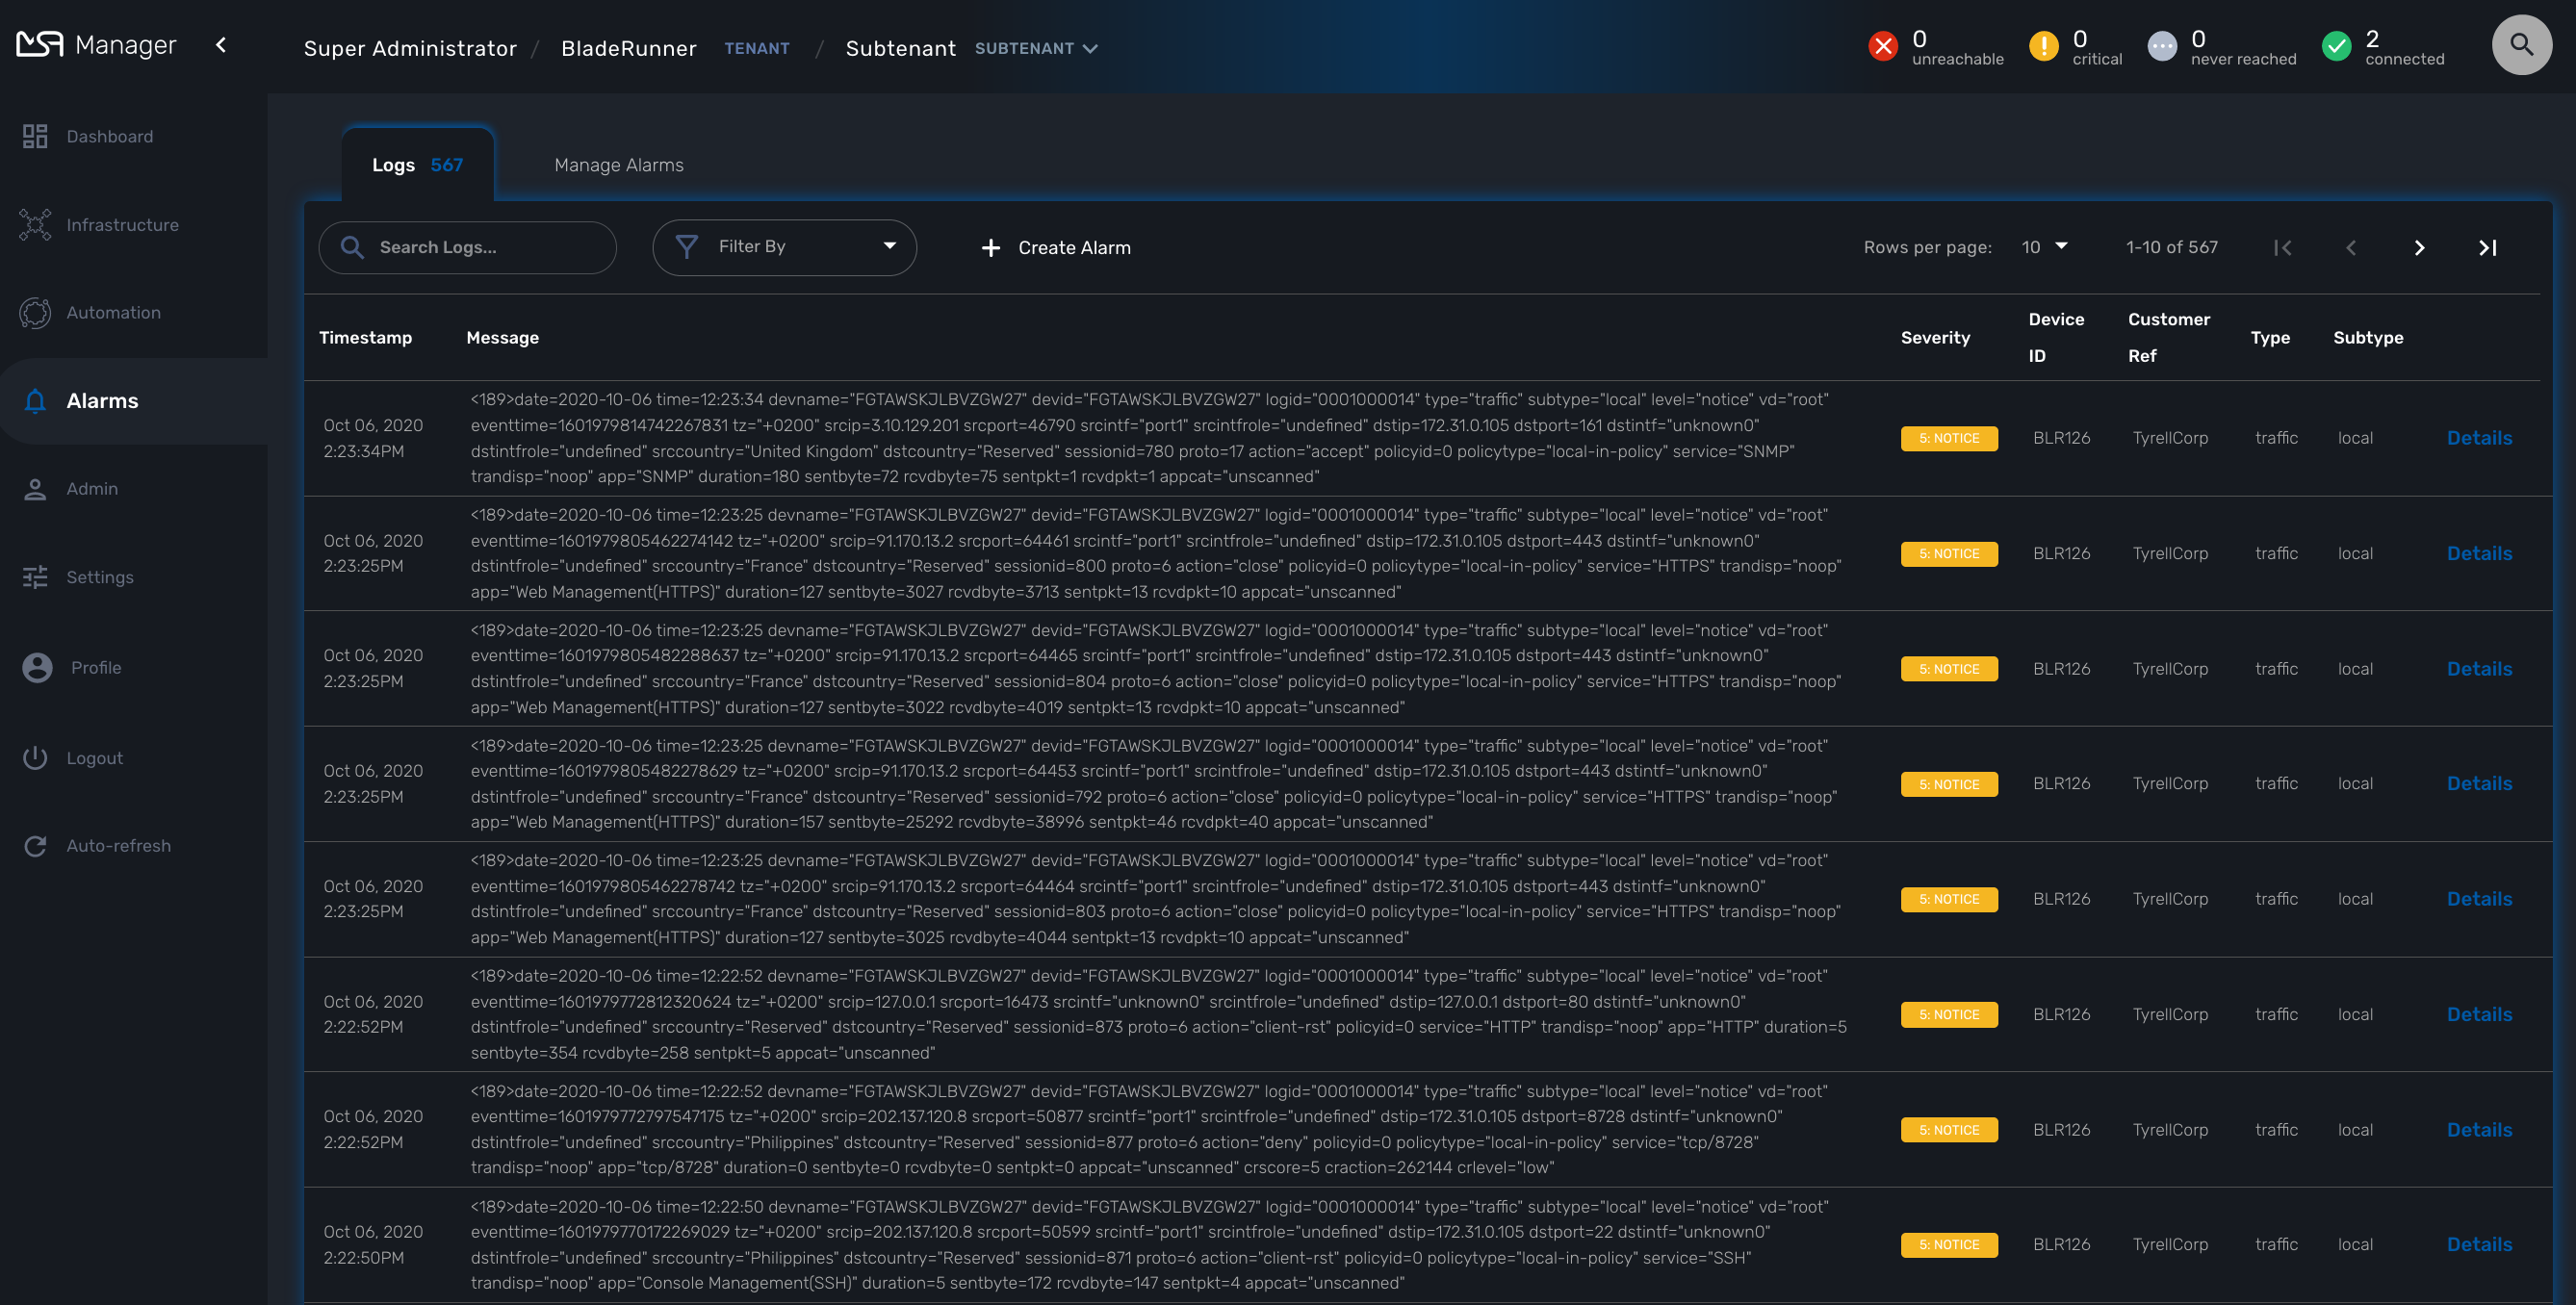 MSA Manager
Super Administrator / BladeRunner TENANT / Subtenant SUBTENANT
0 unreachable
0 critical
0 never reached
2 connected
Dashboard
Infrastructure
Automation
Alarms
Admin
Settings
Profile
Logout
Auto-refresh
Logs 567
Manage Alarms
Search Logs...
Filter By
+ Create Alarm
Rows per page: 10 1-10 of 567
Timestamp Message Severity Device ID Customer Ref Type Subtype
Oct 06, 2020 2:23:34PM
<189>date=2020-10-06 time=12:23:34 devname="FGTAWSKJLBVZGW27" devid="FGTAWSKJLBVZGW27" logid="0001000014" type="traffic" subtype="local" level="notice" vd="root"
eventtime=1601979814742267831 tz="+0200" srcip=3.10.129.201 srcport=46790 srcintf="port1" srcintfrole="undefined" dstip=172.31.0.105 dstport=161 dstintf="unknown0"
dstintfrole="undefined" srccountry="United Kingdom" dstcountry="Reserved" sessionid=780 proto=17 action="accept" policyid=0 policytype="local-in-policy" service="SNMP"
trandisp="noop" app="SNMP" duration=180 sentbyte=72 rcvdbyte=75 sentpkt=1 rcvdpkt=1 appcat="unscanned"
5: NOTICE BLR126 TyrellCorp traffic local Details
Oct 06, 2020 2:23:25PM
<189>date=2020-10-06 time=12:23:25 devname="FGTAWSKJLBVZGW27" devid="FGTAWSKJLBVZGW27" logid="0001000014" type="traffic" subtype="local" level="notice" vd="root"
eventtime=1601979805462274142 tz="+0200" srcip=91.170.13.2 srcport=64461 srcintf="port1" srcintfrole="undefined" dstip=172.31.0.105 dstport=443 dstintf="unknown0"
dstintfrole="undefined" srccountry="France" dstcountry="Reserved" sessionid=800 proto=6 action="close" policyid=0 policytype="local-in-policy" service="HTTPS" trandisp="noop"
app="Web Management(HTTPS)" duration=127 sentbyte=3027 rcvdbyte=3713 sentpkt=13 rcvdpkt=10 appcat="unscanned"
5: NOTICE BLR126 TyrellCorp traffic local Details
Oct 06, 2020 2:23:25PM
<189>date=2020-10-06 time=12:23:25 devname="FGTAWSKJLBVZGW27" devid="FGTAWSKJLBVZGW27" logid="0001000014" type="traffic" subtype="local" level="notice" vd="root"
eventtime=1601979805482288637 tz="+0200" srcip=91.170.13.2 srcport=64465 srcintf="port1" srcintfrole="undefined" dstip=172.31.0.105 dstport=443 dstintf="unknown0"
dstintfrole="undefined" srccountry="France" dstcountry="Reserved" sessionid=804 proto=6 action="close" policyid=0 policytype="local-in-policy" service="HTTPS" trandisp="noop"
app="Web Management(HTTPS)" duration=127 sentbyte=3022 rcvdbyte=4019 sentpkt=13 rcvdpkt=10 appcat="unscanned"
5: NOTICE BLR126 TyrellCorp traffic local Details
Oct 06, 2020 2:23:25PM
<189>date=2020-10-06 time=12:23:25 devname="FGTAWSKJLBVZGW27" devid="FGTAWSKJLBVZGW27" logid="0001000014" type="traffic" subtype="local" level="notice" vd="root"
eventtime=1601979805482278629 tz="+0200" srcip=91.170.13.2 srcport=64453 srcintf="port1" srcintfrole="undefined" dstip=172.31.0.105 dstport=443 dstintf="unknown0"
dstintfrole="undefined" srccountry="France" dstcountry="Reserved" sessionid=792 proto=6 action="close" policyid=0 policytype="local-in-policy" service="HTTPS" trandisp="noop"
app="Web Management(HTTPS)" duration=157 sentbyte=25292 rcvdbyte=38996 sentpkt=46 rcvdpkt=40 appcat="unscanned"
5: NOTICE BLR126 TyrellCorp traffic local Details
Oct 06, 2020 2:23:25PM
<189>date=2020-10-06 time=12:23:25 devname="FGTAWSKJLBVZGW27" devid="FGTAWSKJLBVZGW27" logid="0001000014" type="traffic" subtype="local" level="notice" vd="root"
eventtime=1601979805462278742 tz="+0200" srcip=91.170.13.2 srcport=64464 srcintf="port1" srcintfrole="undefined" dstip=172.31.0.105 dstport=443 dstintf="unknown0"
dstintfrole="undefined" srccountry="France" dstcountry="Reserved" sessionid=803 proto=6 action="close" policyid=0 policytype="local-in-policy" service="HTTPS" trandisp="noop"
app="Web Management(HTTPS)" duration=127 sentbyte=3025 rcvdbyte=4044 sentpkt=13 rcvdpkt=10 appcat="unscanned"
5: NOTICE BLR126 TyrellCorp traffic local Details
Oct 06, 2020 2:22:52PM
<189>date=2020-10-06 time=12:22:52 devname="FGTAWSKJLBVZGW27" devid="FGTAWSKJLBVZGW27" logid="0001000014" type="traffic" subtype="local" level="notice" vd="root"
eventtime=1601979772812320624 tz="+0200" srcip=127.0.0.1 srcport=16473 srcintf="unknown0" srcintfrole="undefined" dstip=127.0.0.1 dstport=80 dstintf="unknown0"
dstintfrole="undefined" srccountry="Reserved" dstcountry="Reserved" sessionid=873 proto=6 action="client-rst" policyid=0 service="HTTP" trandisp="noop" app="HTTP" duration=5
sentbyte=354 rcvdbyte=258 sentpkt=5 appcat="unscanned"
5: NOTICE BLR126 TyrellCorp traffic local Details
Oct 06, 2020 2:22:52PM
<189>date=2020-10-06 time=12:22:52 devname="FGTAWSKJLBVZGW27" devid="FGTAWSKJLBVZGW27" logid="0001000014" type="traffic" subtype="local" level="notice" vd="root"
eventtime=1601979772797547175 tz="+0200" srcip=202.137.120.8 srcport=50877 srcintf="port1" srcintfrole="undefined" dstip=172.31.0.105 dstport=8728 dstintf="unknown0"
dstintfrole="undefined" srccountry="Philippines" dstcountry="Reserved" sessionid=877 proto=6 action="deny" policyid=0 policytype="local-in-policy" service="tcp/8728"
trandisp="noop" app="tcp/8728" duration=0 sentbyte=0 rcvdbyte=0 sentpkt=0 appcat="unscanned" crscore=5 craction=262144 crlevel="low"
5: NOTICE BLR126 TyrellCorp traffic local Details
Oct 06, 2020 2:22:50PM
<189>date=2020-10-06 time=12:22:50 devname="FGTAWSKJLBVZGW27" devid="FGTAWSKJLBVZGW27" logid="0001000014" type="traffic" subtype="local" level="notice" vd="root"
eventtime=1601979770172269029 tz="+0200" srcip=202.137.120.8 srcport=50599 srcintf="port1" srcintfrole="undefined" dstip=172.31.0.105 dstport=22 dstintf="unknown0"
dstintfrole="undefined" srccountry="Philippines" dstcountry="Reserved" sessionid=871 proto=6 action="client-rst" policyid=0 policytype="local-in-policy" service="SSH"
trandisp="noop" app="Console Management(SSH)" duration=5 sentbyte=172 rcvdbyte=147 sentpkt=4 appcat="unscanned"
5: NOTICE BLR126 TyrellCorp traffic local Details